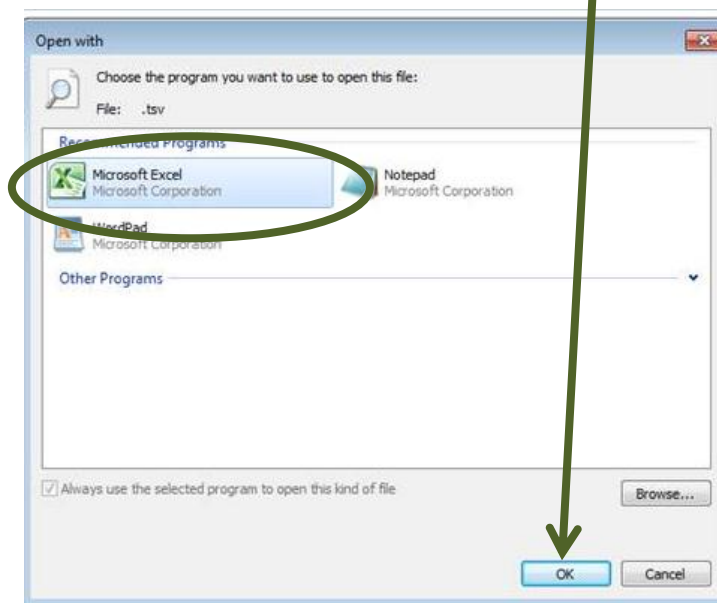 Open with
Choose the program you want to use to open this file:
File: .tsv
Recommended Programs
Microsoft Excel
Microsoft Corporation
Notepad
Microsoft Corporation
WordPad
Microsoft Corporation
Other Programs
Always use the selected program to open this kind of file
Browse...
OK
Cancel